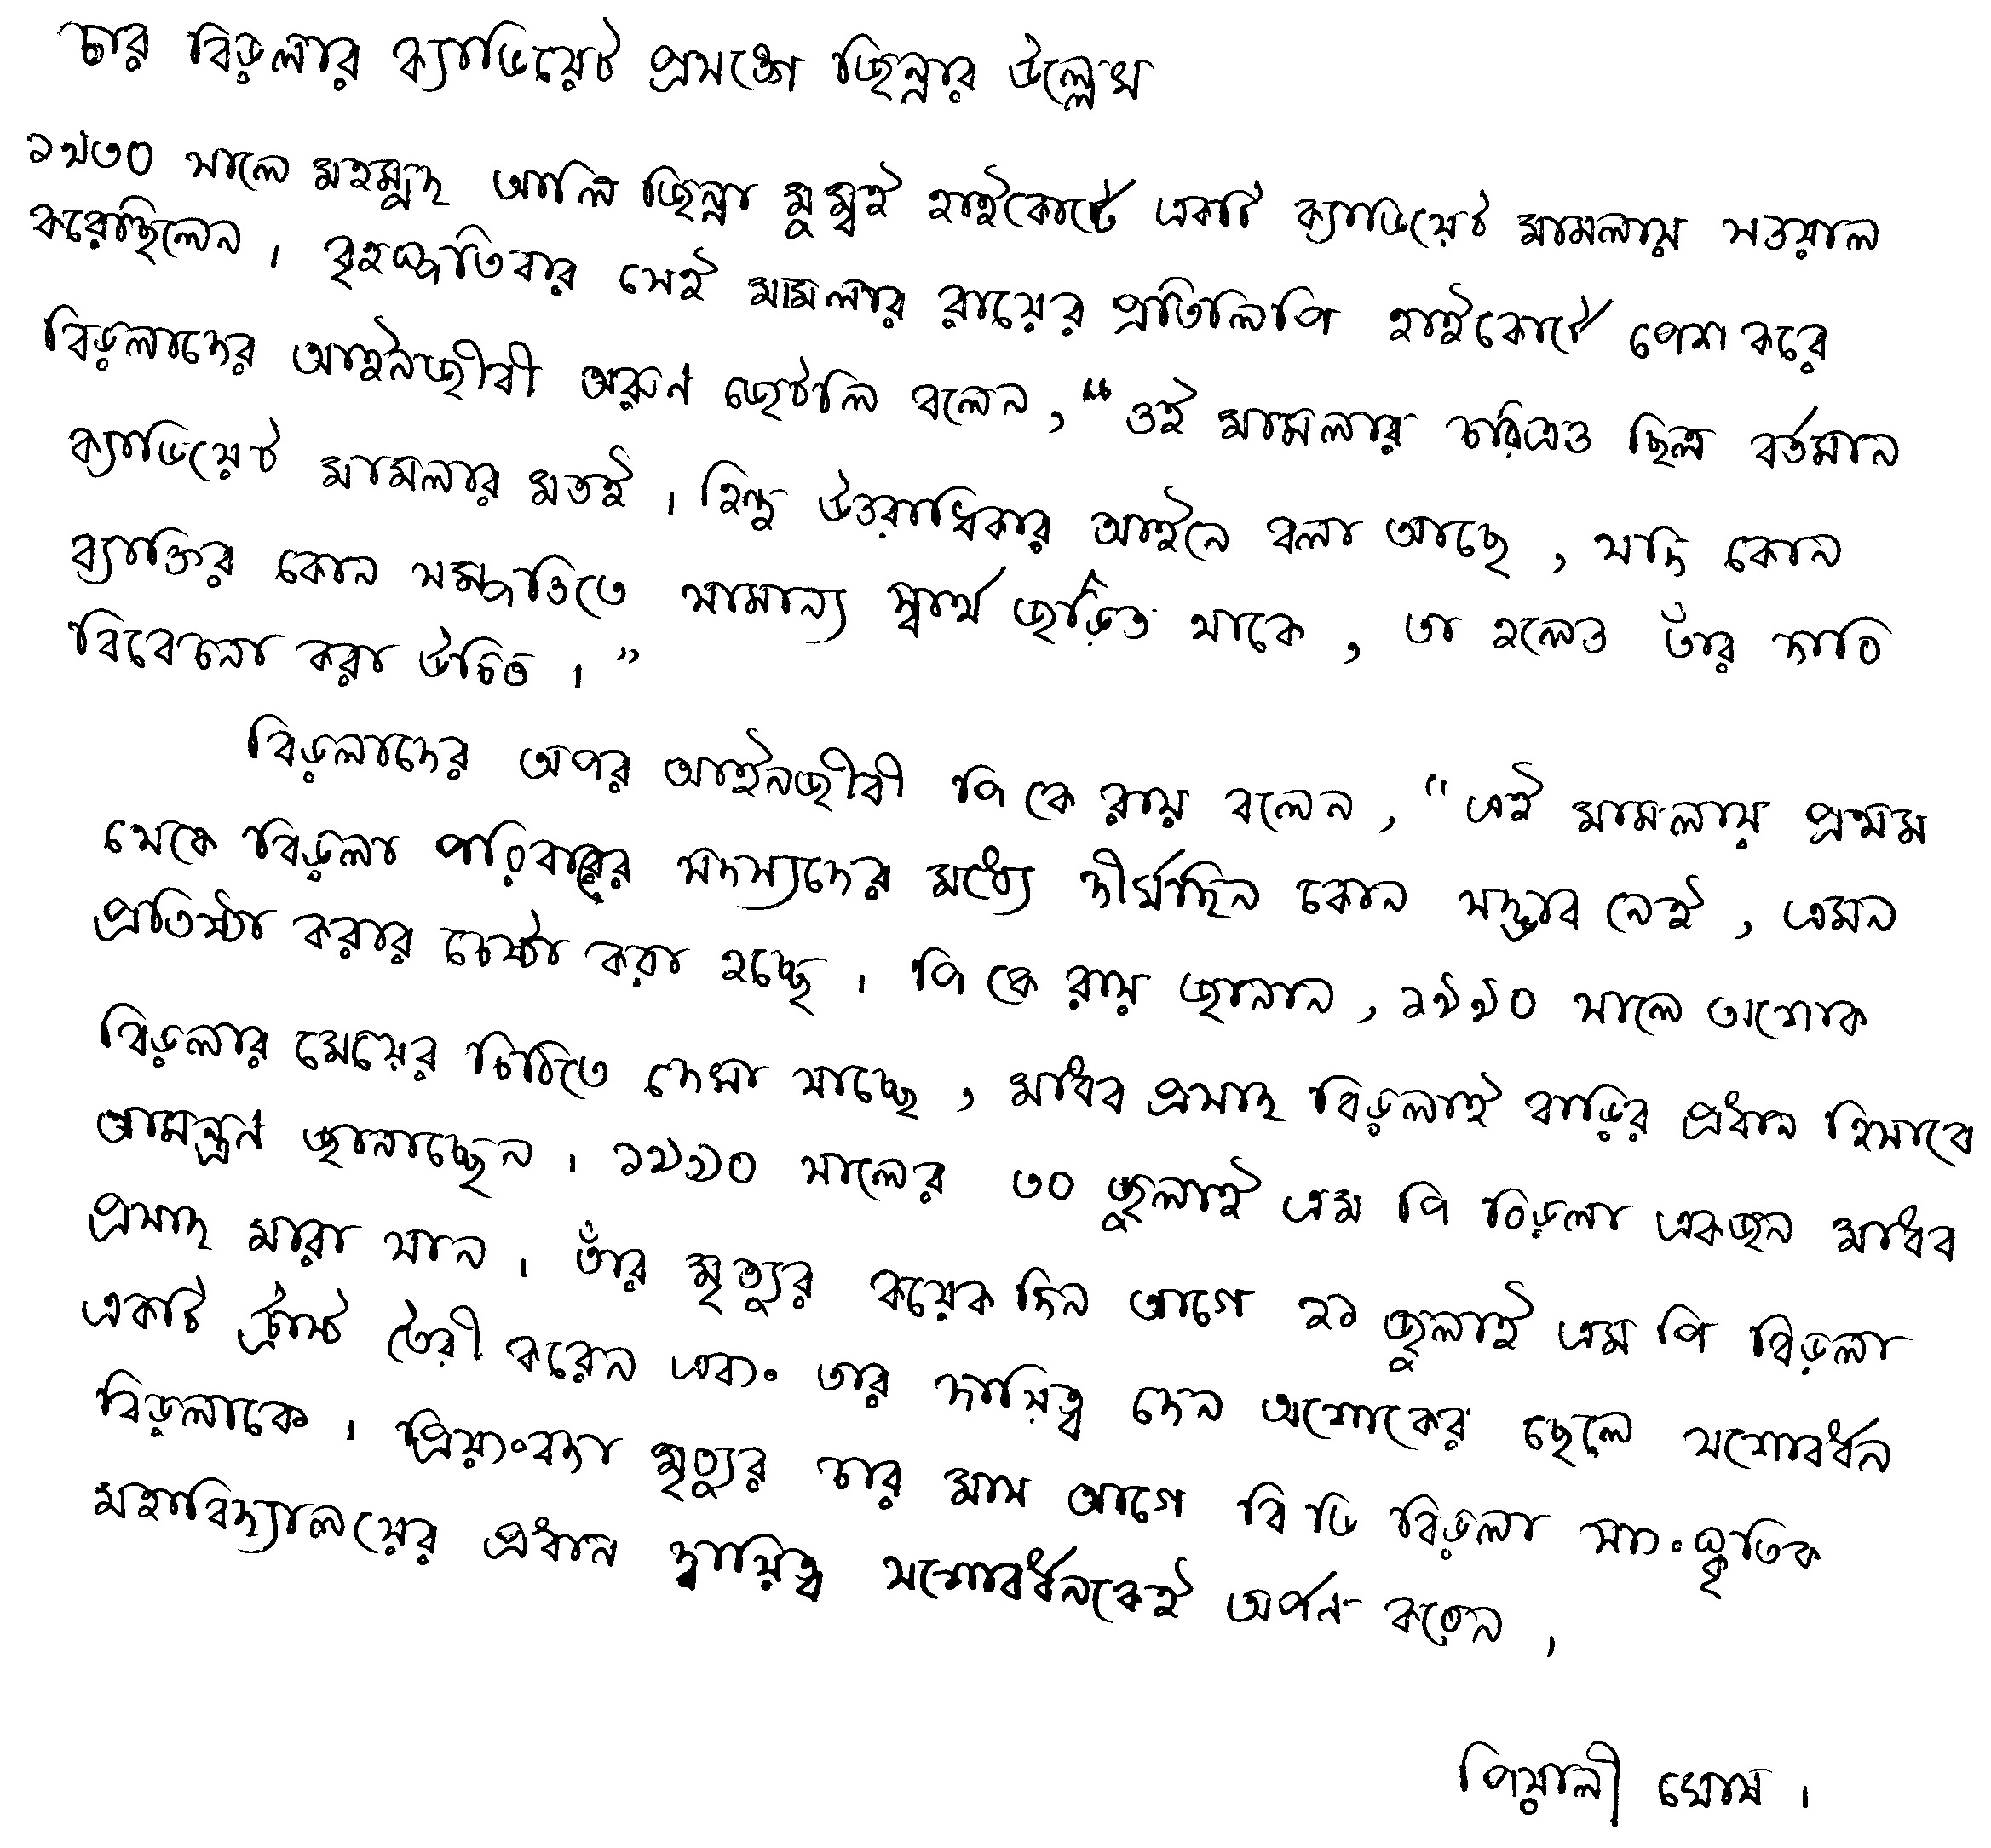 চার বিড়লার ক্যাভিয়েট প্রসঙ্গে জিন্নার উল্লেখ
১৯৩০ সালে মহম্মদ আলি জিন্না মুম্বই হাইকোর্টে একটি ক্যাভিয়েট মামলায় সওয়াল
করেছিলেন। বৃহস্পতিবার সেই মামলার রায়ের প্রতিলিপি হাইকোর্টে পেশ করে
বিড়লাদের আইনজীবী অরুণ জেটলি বলেন, “ওই মামলার চরিত্রও ছিল বর্তমান
ক্যাভিয়েট মামলার মতই। হিন্দু উত্তরাধিকার আইনে বলা আছে, যদি কোন
ব্যাক্তির কোন সম্পত্তিতে সামান্য স্বার্থ জড়িত থাকে, তা হলেও তাঁর দাবি
বিবেচনা করা উচিত।”
বিড়লাদের অপর আইনজীবী পি কে রায় বলেন, “এই মামলায় প্রথম
থেকে বিড়লা পরিবারের সদস্যদের মধ্যে দীর্ঘদিন কোন সদ্ভাব নেই, এমন
প্রতিষ্ঠা করার চেষ্টা করা হচ্ছে। পি কে রায় জানান, ১৯৯০ সালে অশোক
বিড়লার মেয়ের চিঠিতে দেখা যাচ্ছে, মাধব প্রসাদ বিড়লাই বাড়ির প্রধান হিসাবে
আমন্ত্রণ জানাচ্ছেন। ১৯৯০ সালের ৩০ জুলাই এম পি বিড়লা একজন মাধব
প্রসাদ মারা যান। তাঁর মৃত্যুর কয়েক দিন আগে ২১ জুলাই এম পি বিড়লা
একটি ট্রাস্ট তৈরী করেন এবং তার দায়িত্ব দেন অশোকের ছেলে যশোবর্ধন
বিড়লাকে। প্রিয়ংবদা মৃত্যুর চার মাস আগে বি ডি বিড়লা সাংস্কৃতিক
মহাবিদ্যালয়ের প্রধান দ্বায়িত্ব যশোবর্ধনকেই অর্পন করেন,
পিয়ালী ঘোষ।